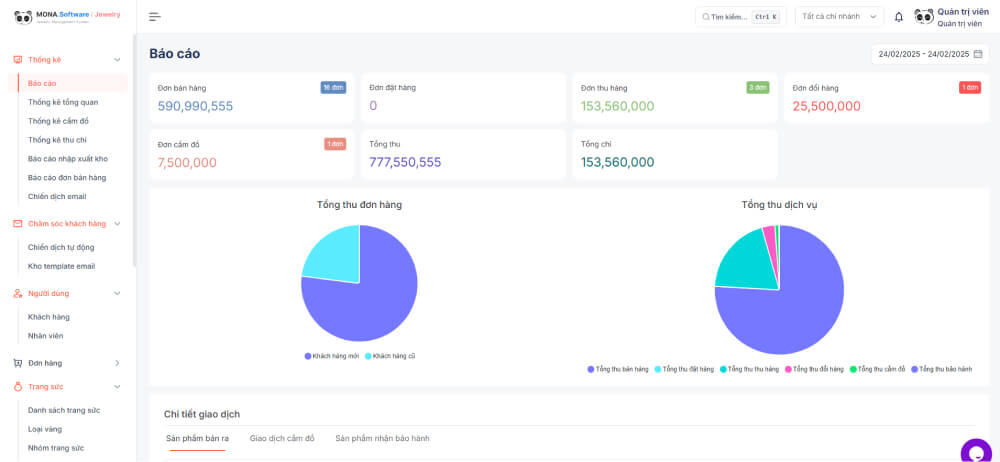 MONA.Software / Jewelry
Jewelry Management System
Tìm kiếm... Ctrl K
Tất cả chi nhánh
Quản trị viên
Quản trị viên
Thống kê
Báo cáo
Thống kê tổng quan
Thống kê cầm đồ
Thống kê thu chi
Báo cáo nhập xuất kho
Báo cáo đơn bán hàng
Chiến dịch email
Chăm sóc khách hàng
Chiến dịch tự động
Kho template email
Người dùng
Khách hàng
Nhân viên
Đơn hàng
Trang sức
Danh sách trang sức
Loại vàng
Nhóm trang sức
Báo cáo
24/02/2025 - 24/02/2025
Đơn bán hàng 16 đơn
590,990,555
Đơn đặt hàng
0
Đơn thu hàng 3 đơn
153,560,000
Đơn đổi hàng 1 đơn
25,500,000
Đơn cầm đồ 1 đơn
7,500,000
Tổng thu
777,550,555
Tổng chi
153,560,000
Tổng thu đơn hàng
Khách hàng mới Khách hàng cũ
Tổng thu dịch vụ
Tổng thu bán hàng Tổng thu đặt hàng Tổng thu thu hàng Tổng thu đổi hàng Tổng thu cầm đồ Tổng thu bảo hành
Chi tiết giao dịch
Sản phẩm bán ra Giao dịch cầm đồ Sản phẩm nhận bảo hành